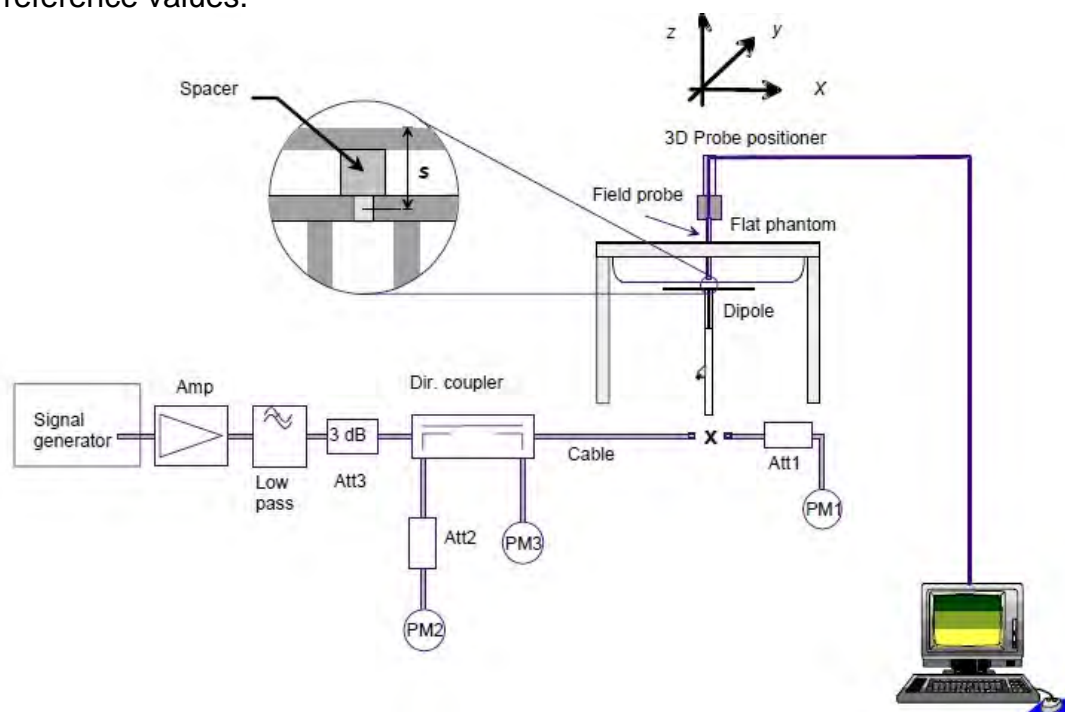 reference values.
z
y
X
Spacer
s
3D Probe positioner
Field probe
Flat phantom
Dipole
Dir. coupler
Amp
Signal
generator
3 dB
Cable
x
Att1
Low
pass
Att3
Att2
PM3
PM1
PM2